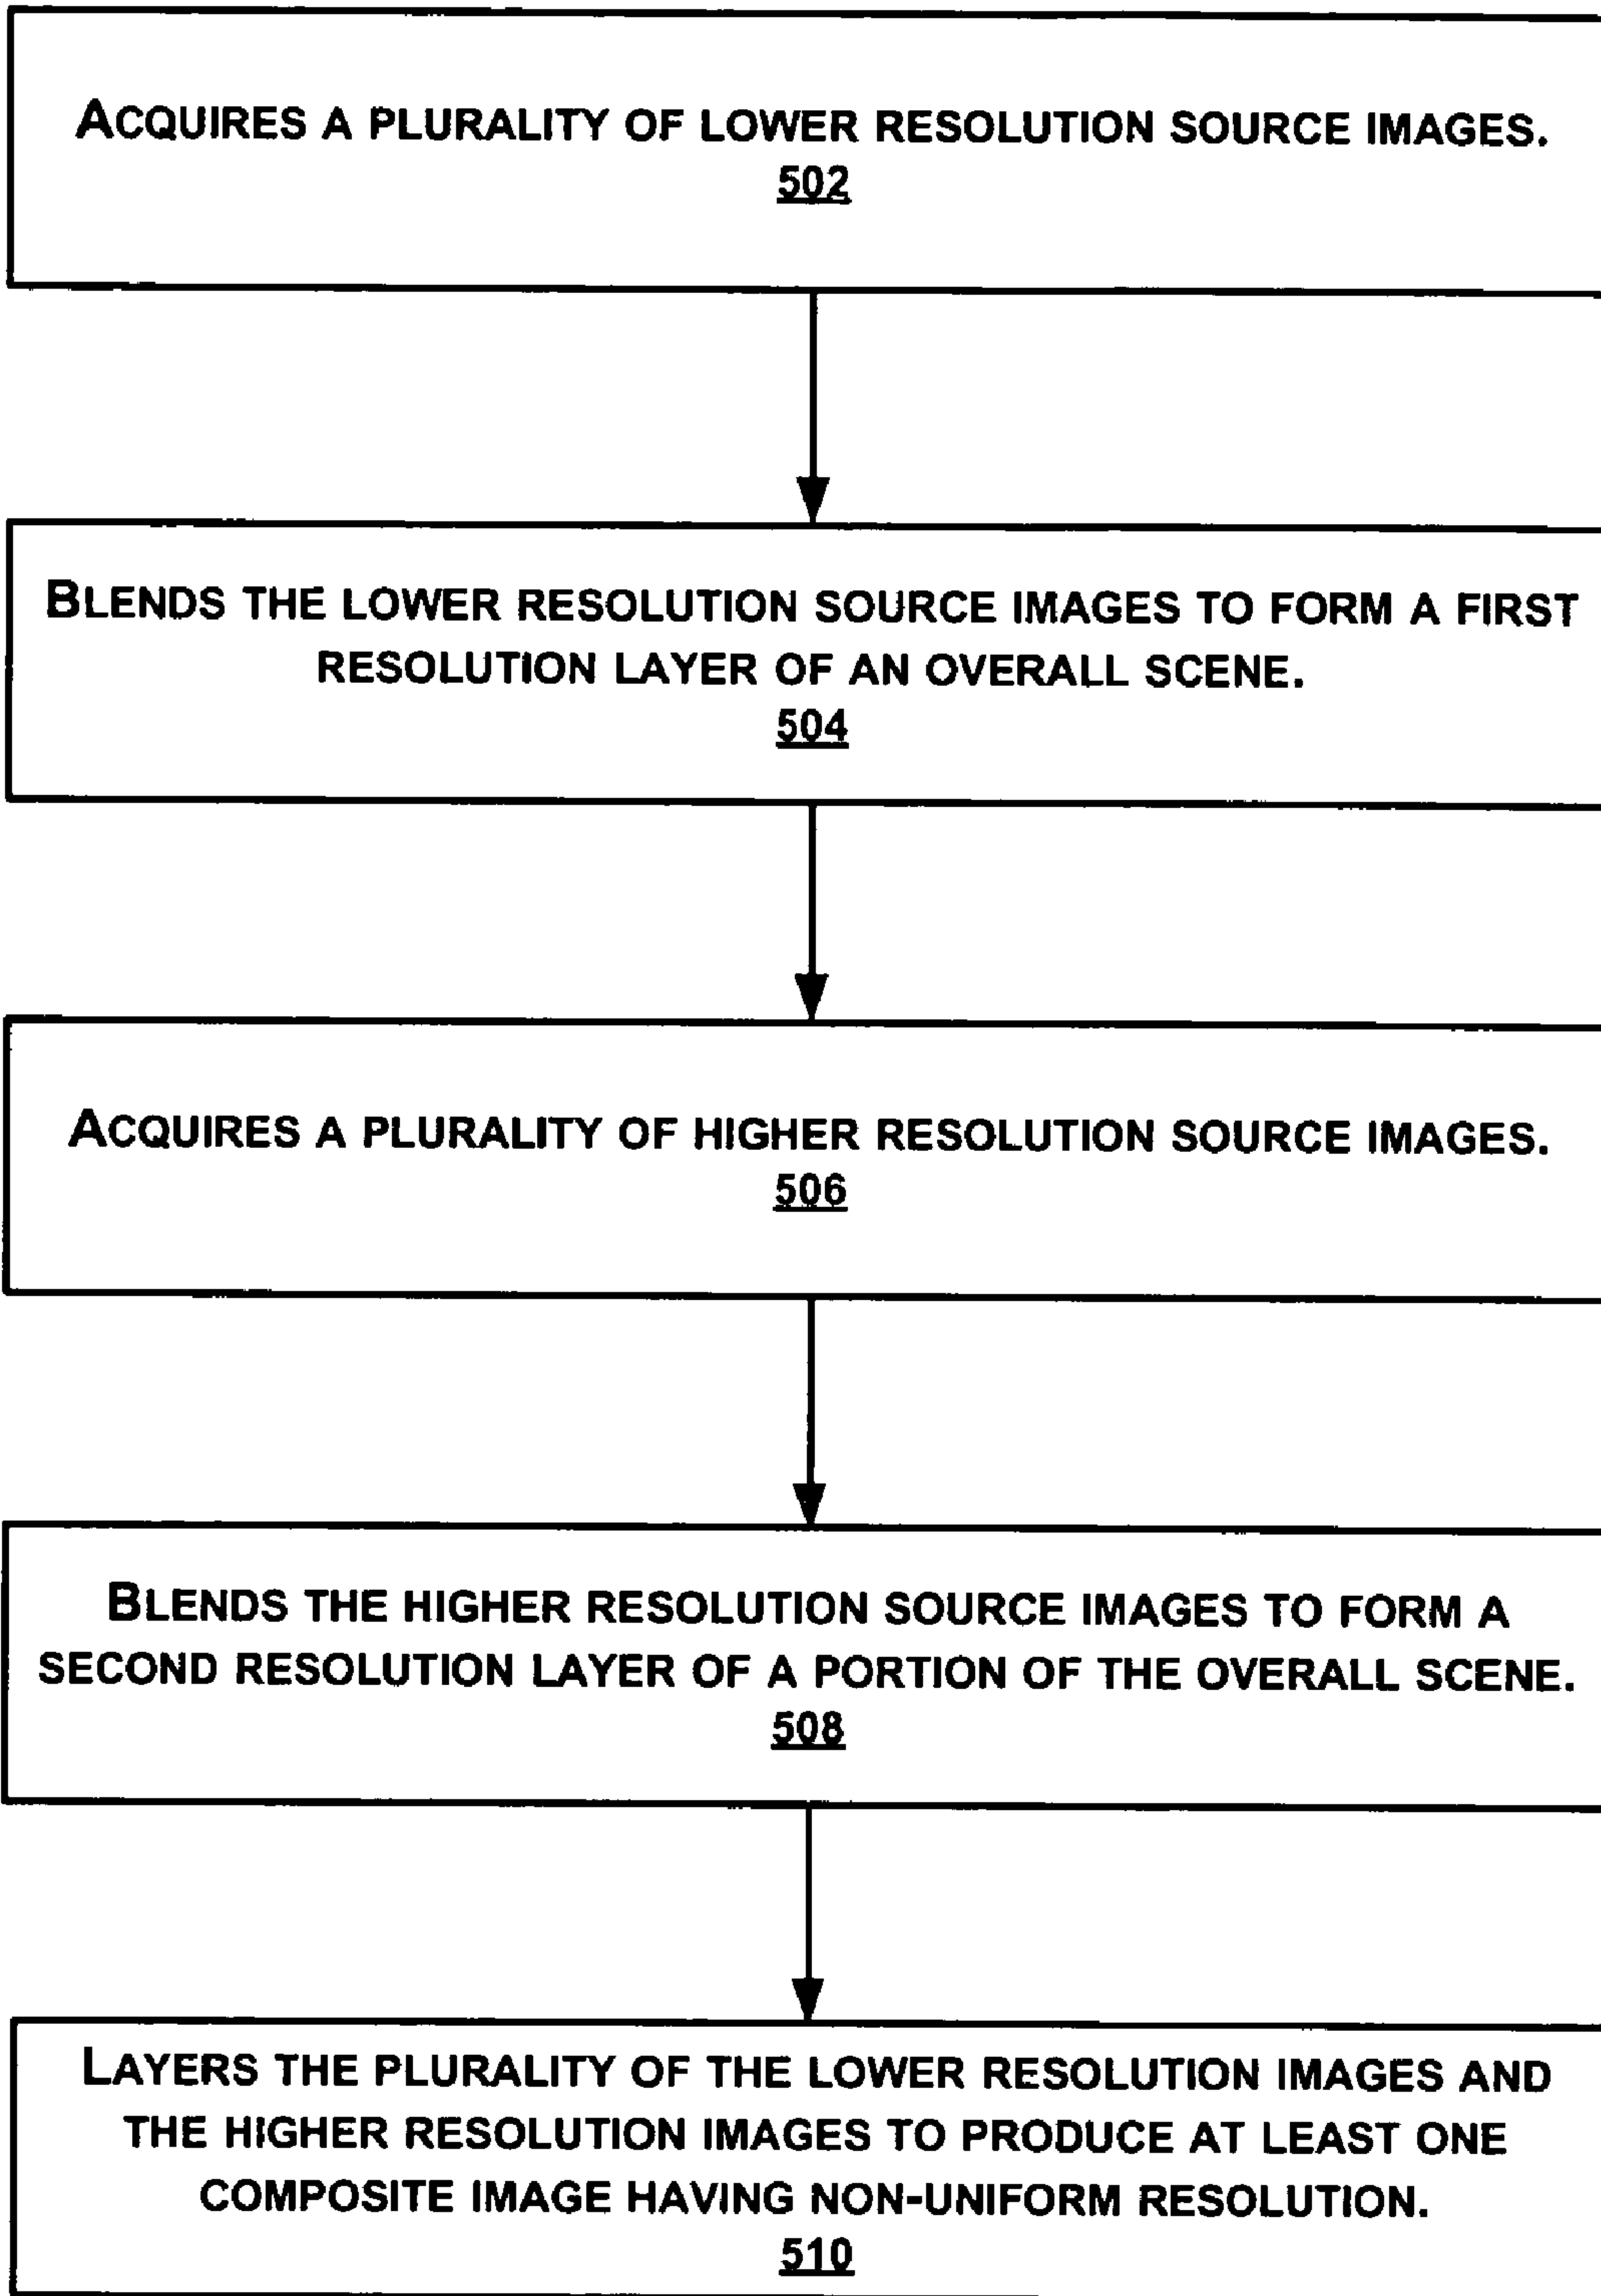 ACQUIRES A PLURALITY OF LOWER RESOLUTION SOURCE IMAGES.
502
BLENDS THE LOWER RESOLUTION SOURCE IMAGES TO FORM A FIRST
RESOLUTION LAYER OF AN OVERALL SCENE.
504
ACQUIRES A PLURALITY OF HIGHER RESOLUTION SOURCE IMAGES.
506
BLENDS THE HIGHER RESOLUTION SOURCE IMAGES TO FORM A
SECOND RESOLUTION LAYER OF A PORTION OF THE OVERALL SCENE.
508
LAYERS THE PLURALITY OF THE LOWER RESOLUTION IMAGES AND
THE HIGHER RESOLUTION IMAGES TO PRODUCE AT LEAST ONE
COMPOSITE IMAGE HAVING NON-UNIFORM RESOLUTION.
510